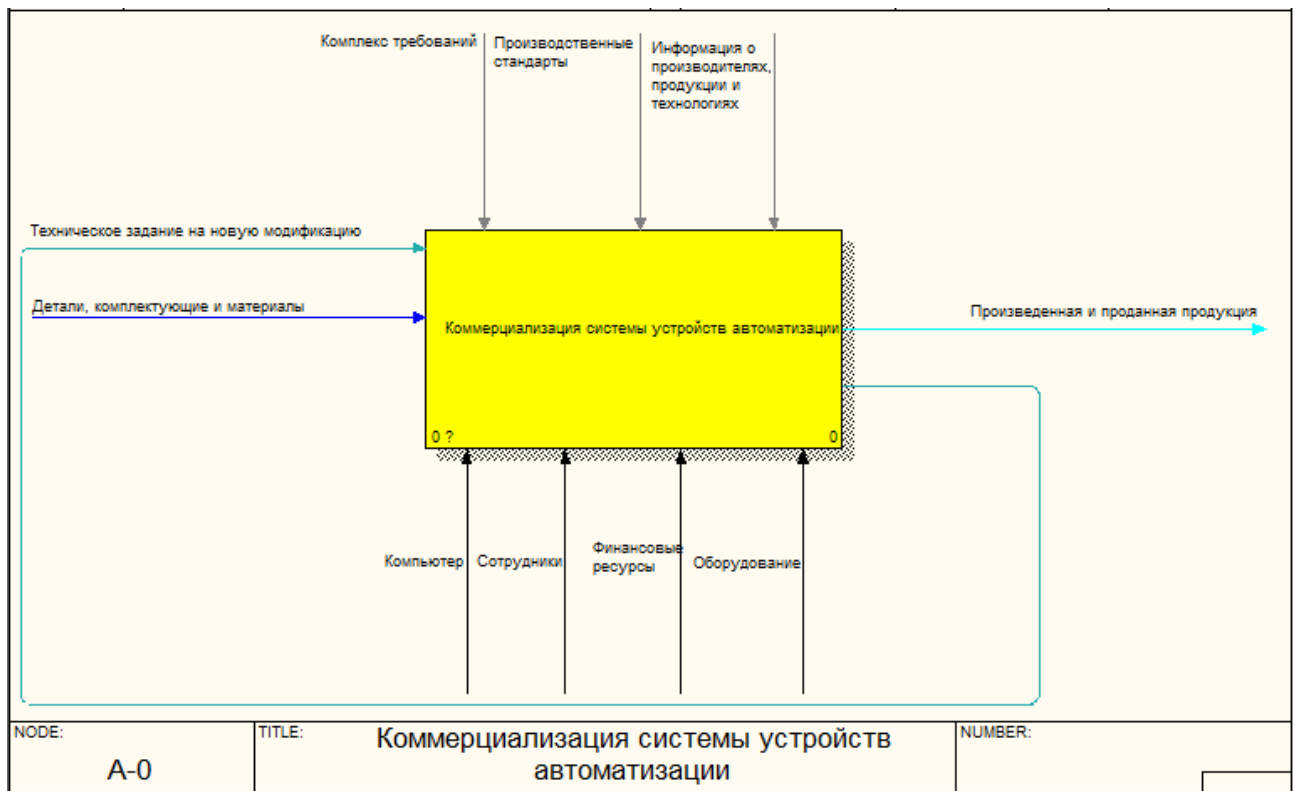 Комплекс требований
Производственные
стандарты
Информация о
производителях,
продукции и
технологиях
Техническое задание на новую модификацию
Детали, комплектующие и материалы
Коммерциализация системы устройств автоматизации
Произведенная и проданная продукция
0 ?
0
Компьютер
Сотрудники
Финансовые
ресурсы
Оборудование
NODE:
A-0
TITLE:
Коммерциализация системы устройств
автоматизации
NUMBER: